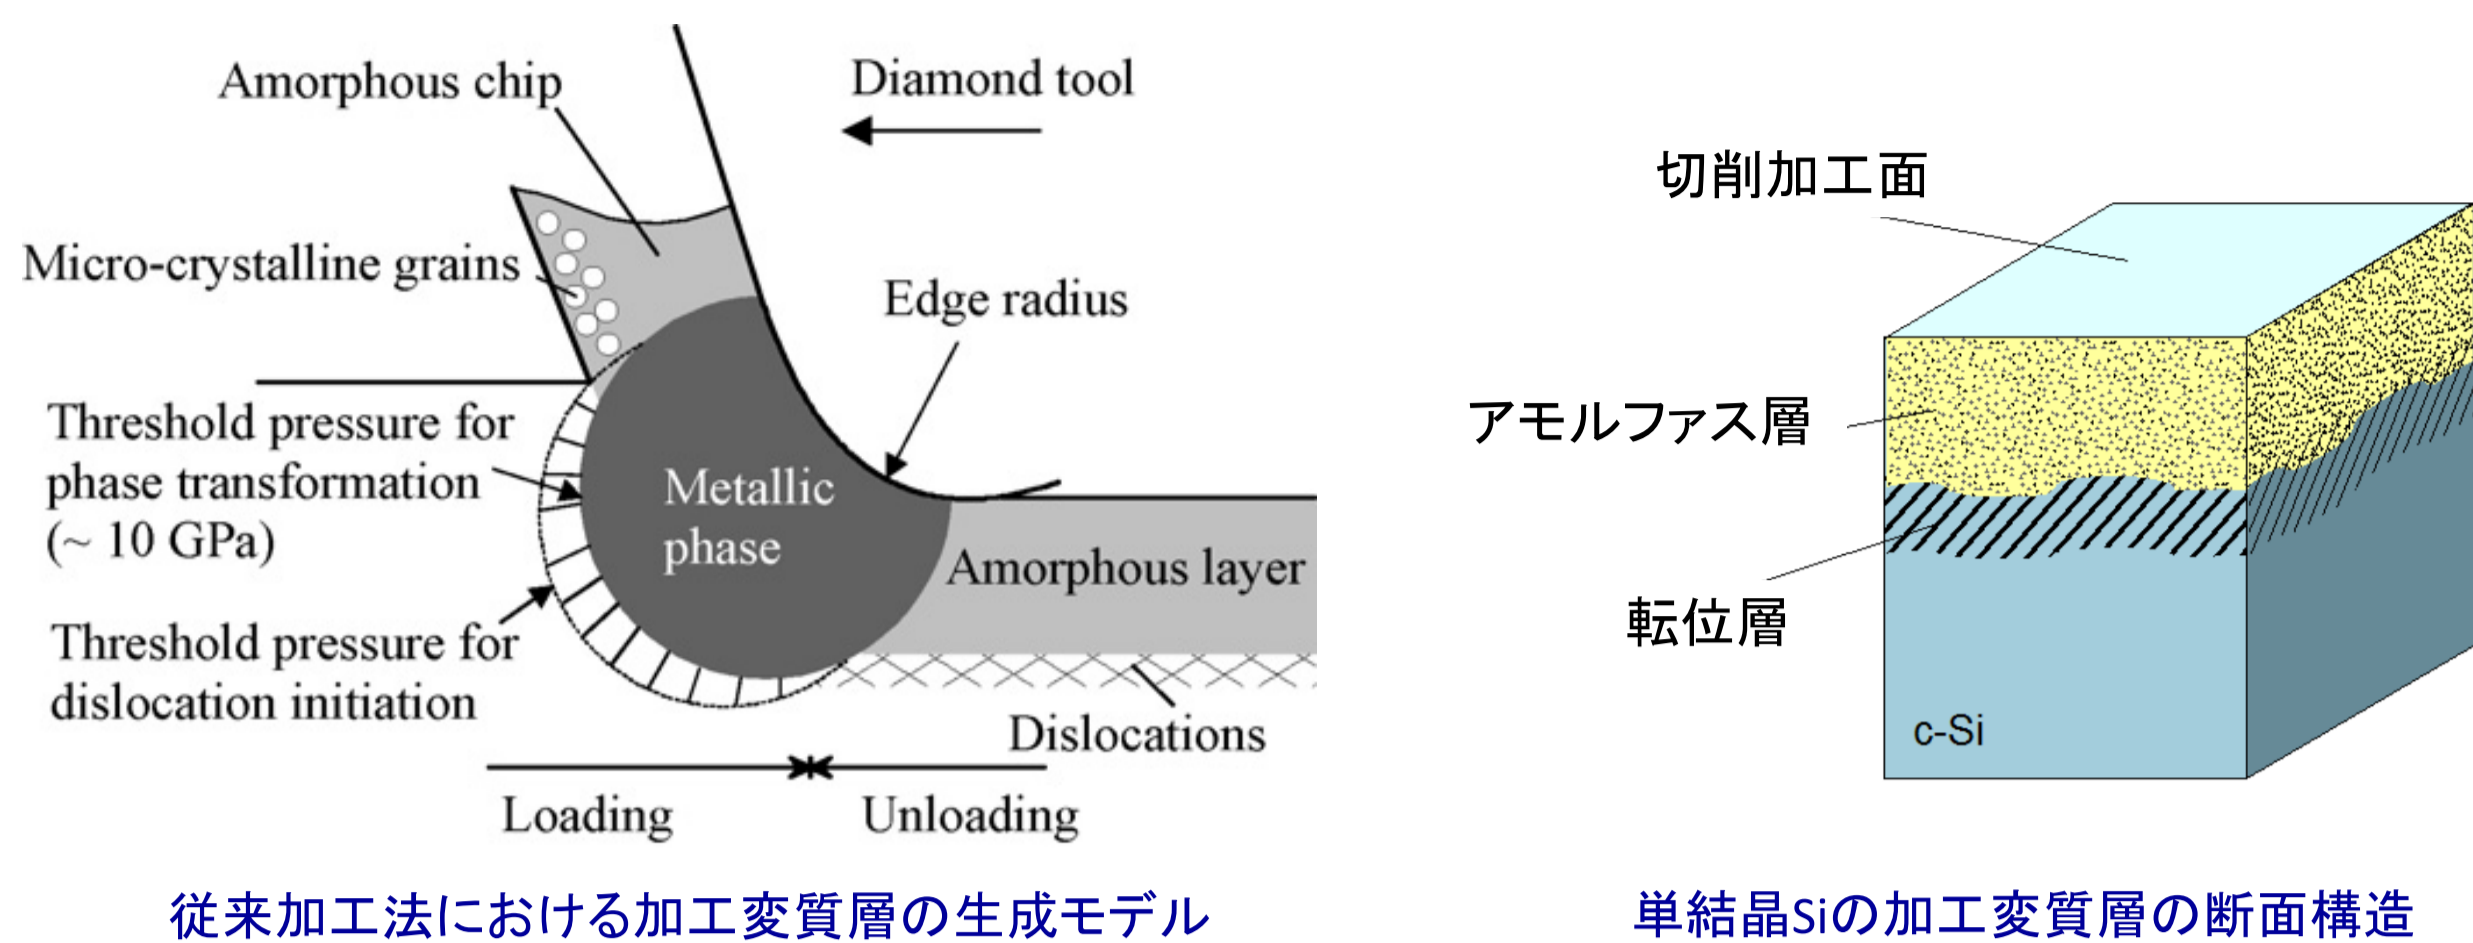 Amorphous chip
Diamond tool
Micro-crystalline grains
Edge radius
Threshold pressure for
phase transformation
(~ 10 GPa)
Metallic
phase
Amorphous layer
Threshold pressure for
dislocation initiation
Dislocations
Loading
Unloading
従来加工法における加工変質層の生成モデル
切削加工面
アモルファス層
転位層
c-Si
単結晶Siの加工変質層の断面構造